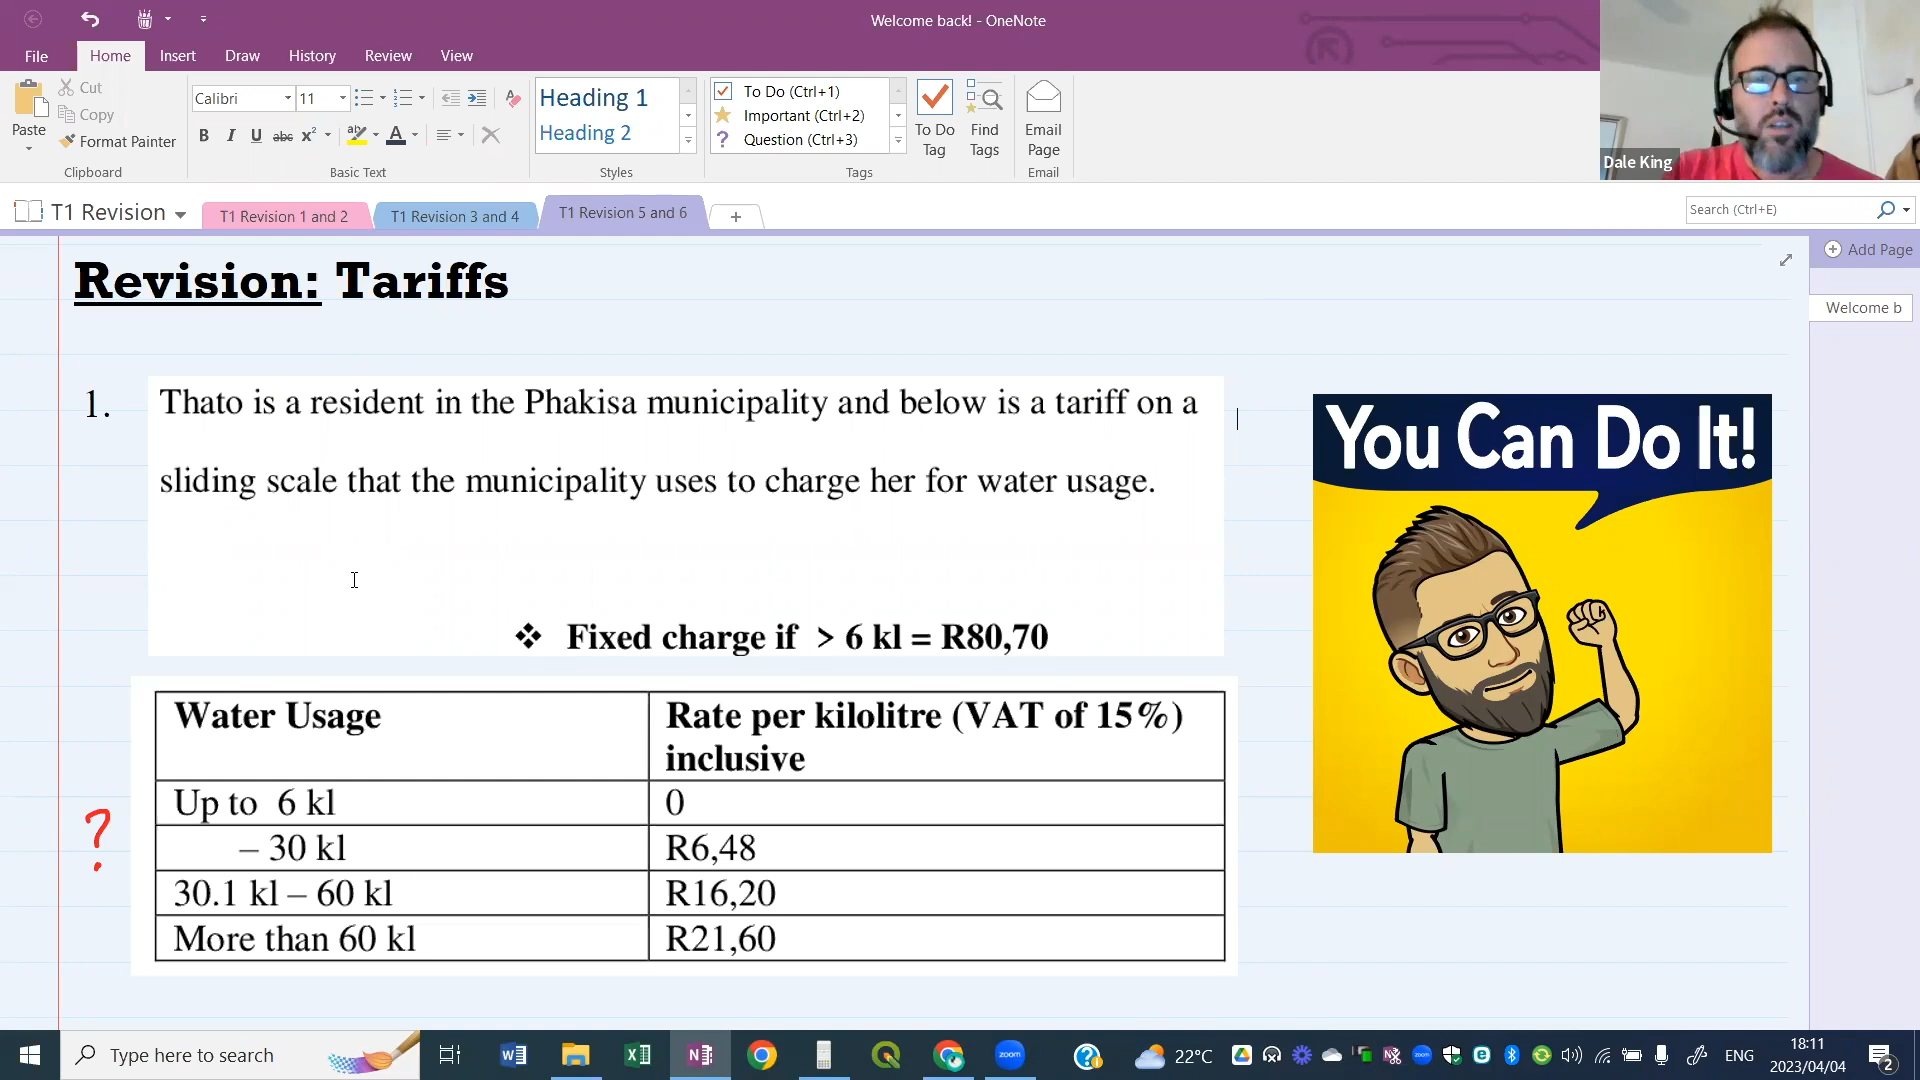 Welcome back! - OneNote
File
Home
Insert
Draw
History
Review
View
Paste
Cut
Copy
Format Painter
Clipboard
Calibri
11
B I U abc x²
A
Basic Text
Heading 1
Heading 2
Styles
To Do (Ctrl+1)
Important (Ctrl+2)
? Question (Ctrl+3)
Tags
To Do
Tag
Find
Tags
Email
Page
Email
Dale King
T1 Revision
T1 Revision 1 and 2
T1 Revision 3 and 4
T1 Revision 5 and 6
+
Search (Ctrl+E)
Add Page
Welcome b
Revision: Tariffs
1. Thato is a resident in the Phakisa municipality and below is a tariff on a
sliding scale that the municipality uses to charge her for water usage.
❖ Fixed charge if > 6 kl = R80,70
Water Usage
Rate per kilolitre (VAT of 15%)
inclusive
Up to 6 kl
0
– 30 kl
R6,48
30.1 kl – 60 kl
R16,20
More than 60 kl
R21,60
?
You Can Do It!
Type here to search
zoom
22°C
ENG
18:11
2023/04/04
2